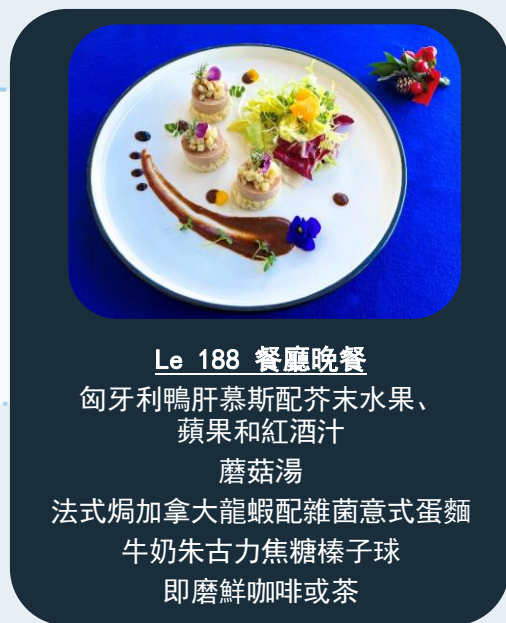 Le 188 餐廳晚餐
匈牙利鴨肝慕斯配芥末水果、
蘋果和紅酒汁
蘑菇湯
法式焗加拿大龍蝦配雜菌意式蛋麵
牛奶朱古力焦糖榛子球
即磨鮮咖啡或茶